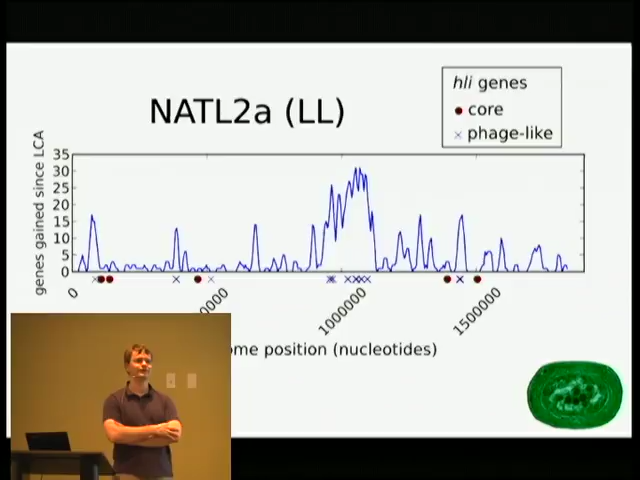 hli genes
core
phage-like
NATL2a (LL)
genes gained since LCA
35
30
25
20
15
10
5
0
0
0000
1000000
1500000
ome position (nucleotides)